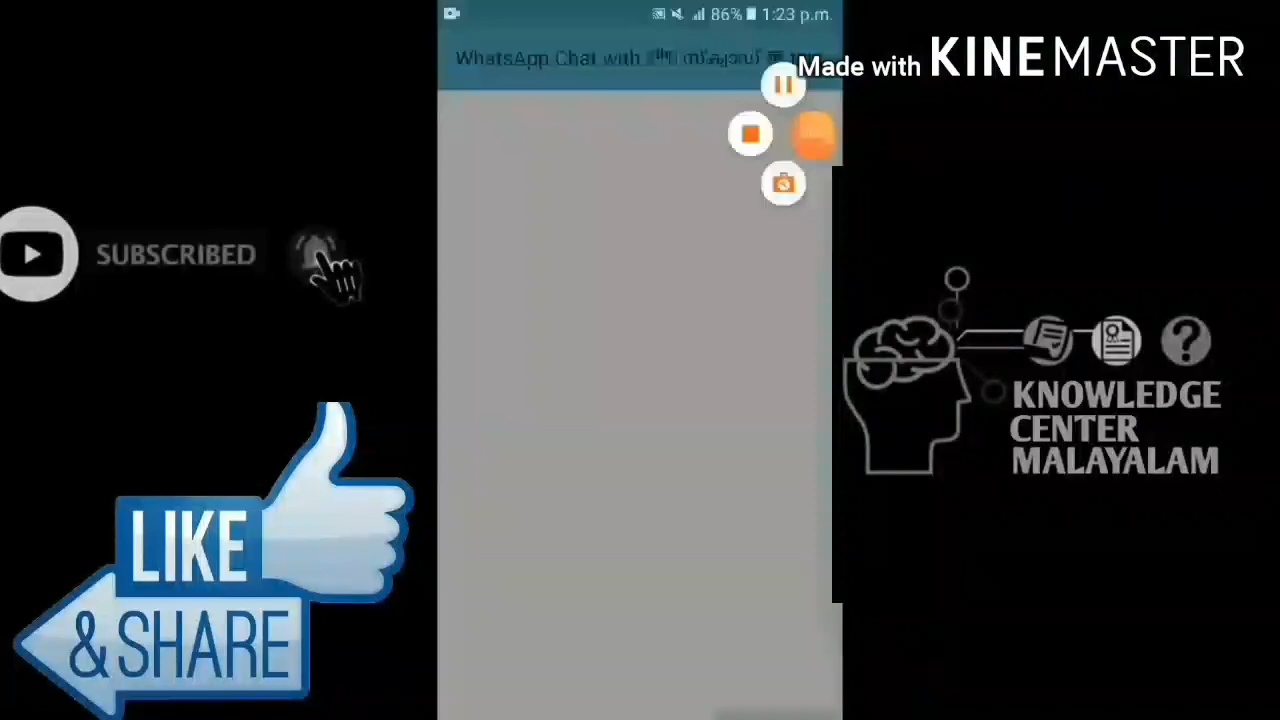 86% 1:23 p.m.
WhatsApp Chat with സ്ക്വാഡ്
Made with KINEMASTER
SUBSCRIBED
KNOWLEDGE
CENTER
MALAYALAM
LIKE
& SHARE